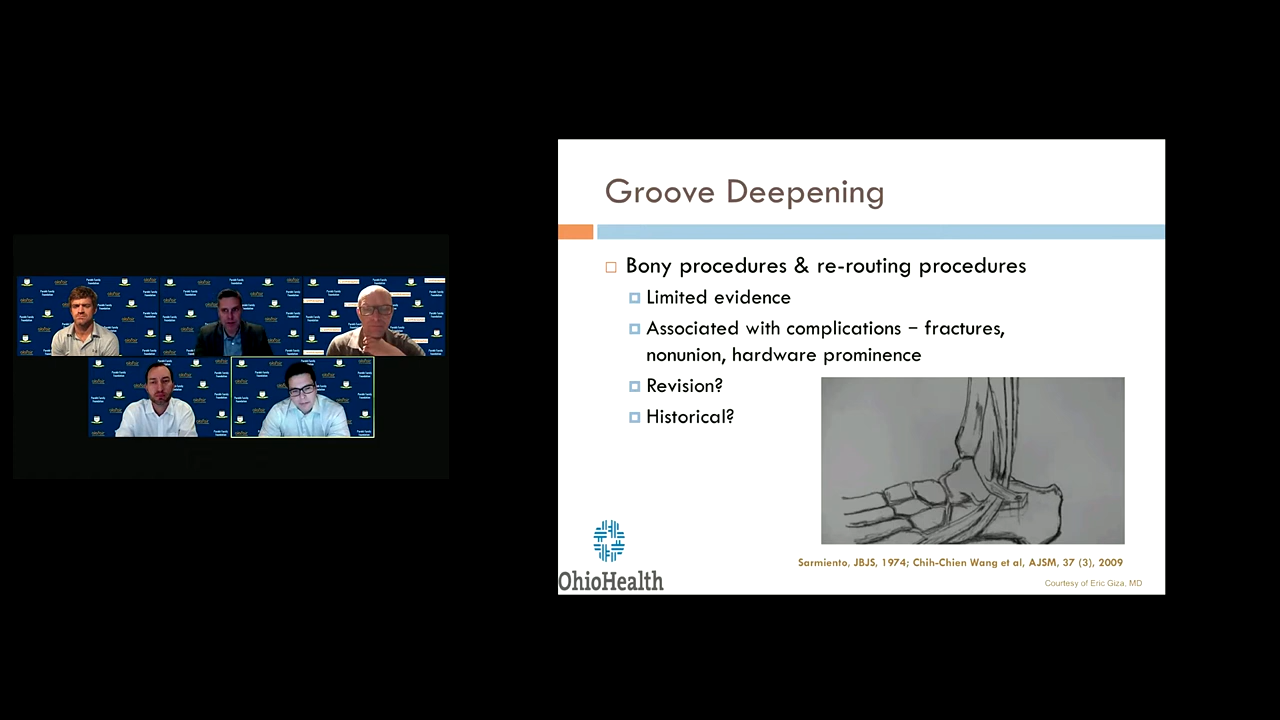 Groove Deepening
Bony procedures & re-routing procedures
Limited evidence
Associated with complications – fractures,
nonunion, hardware prominence
Revision?
Historical?
OhioHealth
Sarmiento, JBJS, 1974; Chih-Chien Wang et al, AJSM, 37 (3), 2009
Courtesy of Eric Giza, MD